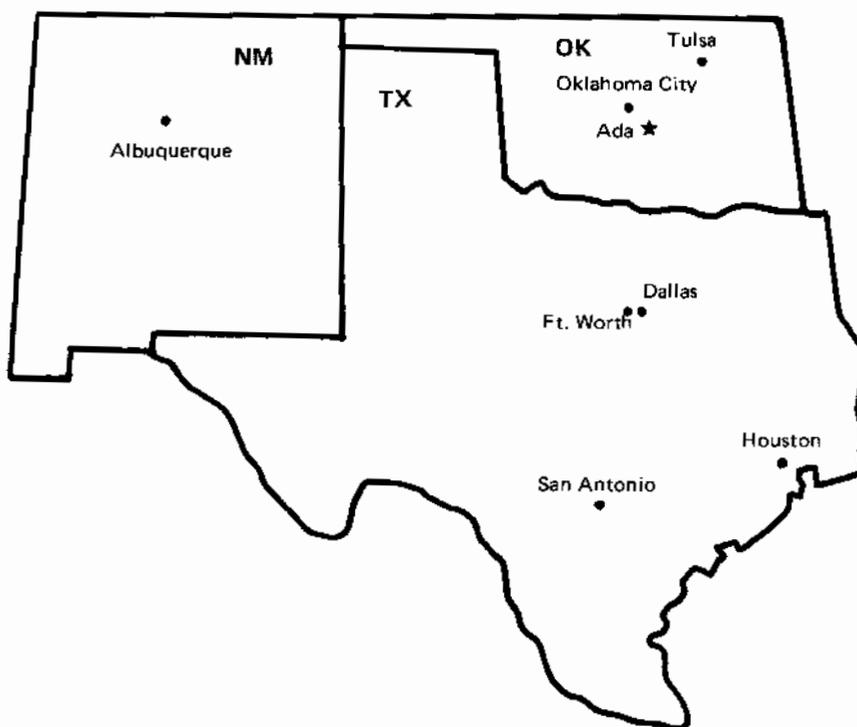 NM
OK
Tulsa
TX
Oklahoma City
Ada
Albuquerque
Dallas
Ft. Worth
Houston
San Antonio